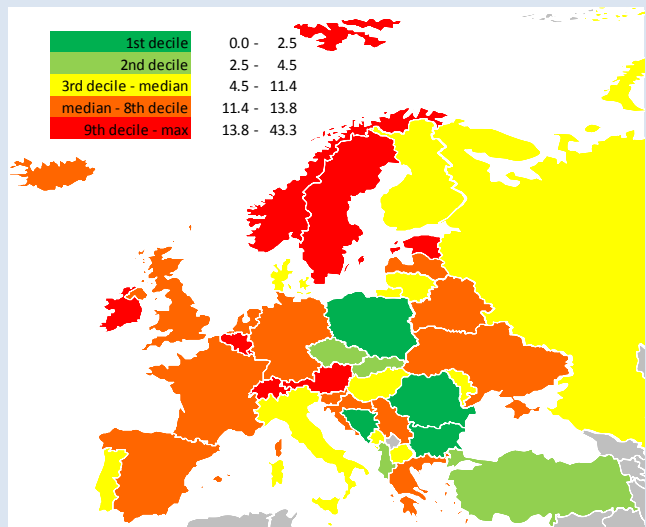 1st decile 0.0 - 2.5
2nd decile 2.5 - 4.5
3rd decile - median 4.5 - 11.4
median - 8th decile 11.4 - 13.8
9th decile - max 13.8 - 43.3